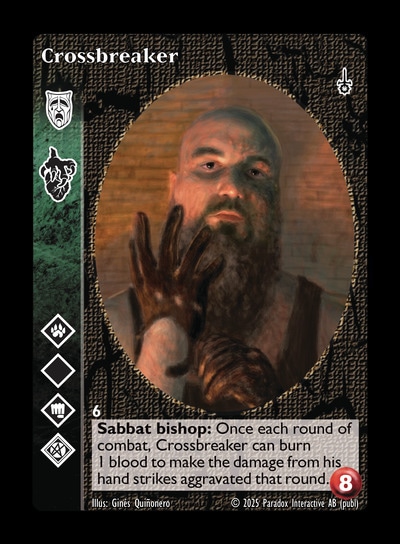 Crossbreaker
6
Sabbat bishop: Once each round of
combat, Crossbreaker can burn
1 blood to make the damage from his
hand strikes aggravated that round.
8
Illus: Ginés Quiñonero © 2025 Paradox Interactive AB (publ)